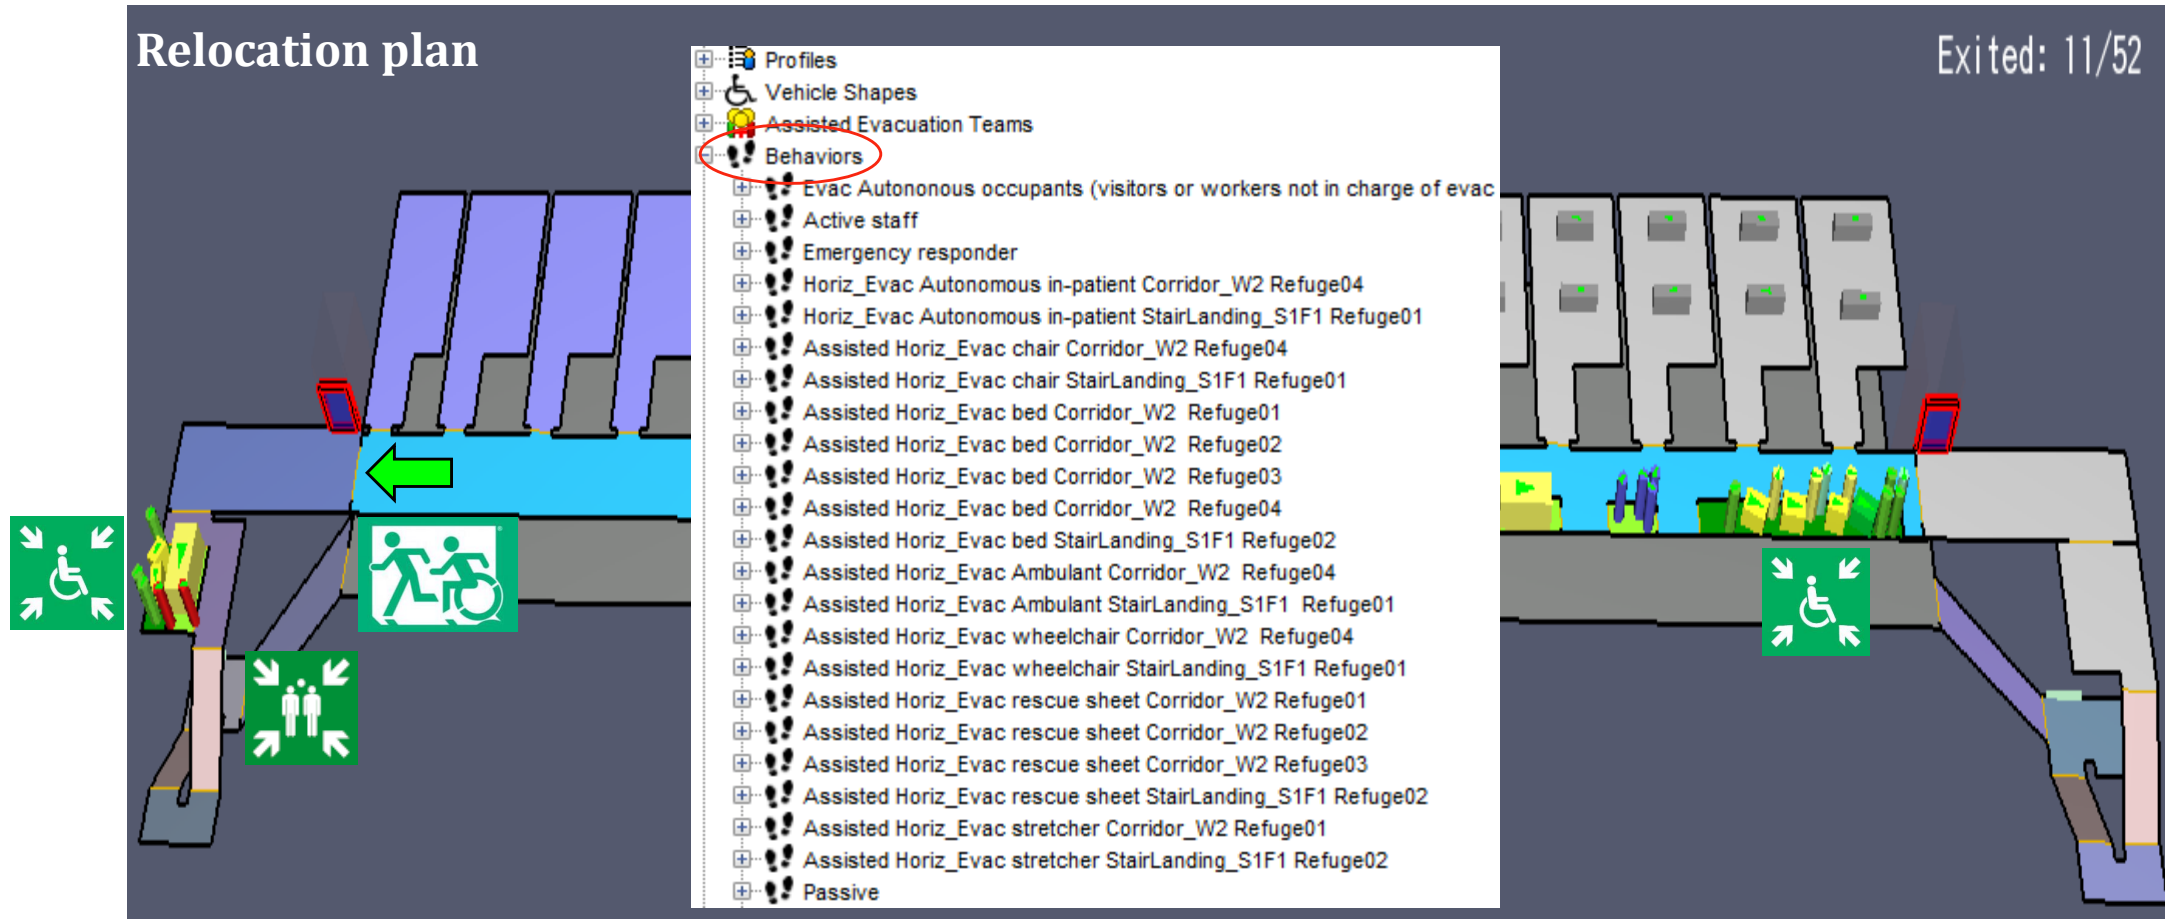 Relocation plan
Exited: 11/52
Profiles
Vehicle Shapes
Assisted Evacuation Teams
Behaviors
Evac Autononous occupants (visitors or workers not in charge of evac
Active staff
Emergency responder
Horiz_Evac Autonomous in-patient Corridor_W2 Refuge04
Horiz_Evac Autonomous in-patient StairLanding_S1F1 Refuge01
Assisted Horiz_Evac chair Corridor_W2 Refuge04
Assisted Horiz_Evac chair StairLanding_S1F1 Refuge01
Assisted Horiz_Evac bed Corridor_W2  Refuge01
Assisted Horiz_Evac bed Corridor_W2 Refuge02
Assisted Horiz_Evac bed Corridor_W2 Refuge03
Assisted Horiz_Evac bed Corridor_W2 Refuge04
Assisted Horiz_Evac bed StairLanding_S1F1 Refuge02
Assisted Horiz_Evac Ambulant Corridor_W2  Refuge04
Assisted Horiz_Evac Ambulant StairLanding_S1F1  Refuge01
Assisted Horiz_Evac wheelchair Corridor_W2  Refuge04
Assisted Horiz_Evac wheelchair StairLanding_S1F1 Refuge01
Assisted Horiz_Evac rescue sheet Corridor_W2 Refuge01
Assisted Horiz_Evac rescue sheet Corridor_W2 Refuge02
Assisted Horiz_Evac rescue sheet Corridor_W2 Refuge03
Assisted Horiz_Evac rescue sheet StairLanding_S1F1 Refuge02
Assisted Horiz_Evac stretcher Corridor_W2 Refuge01
Assisted Horiz_Evac stretcher StairLanding_S1F1 Refuge02
Passive